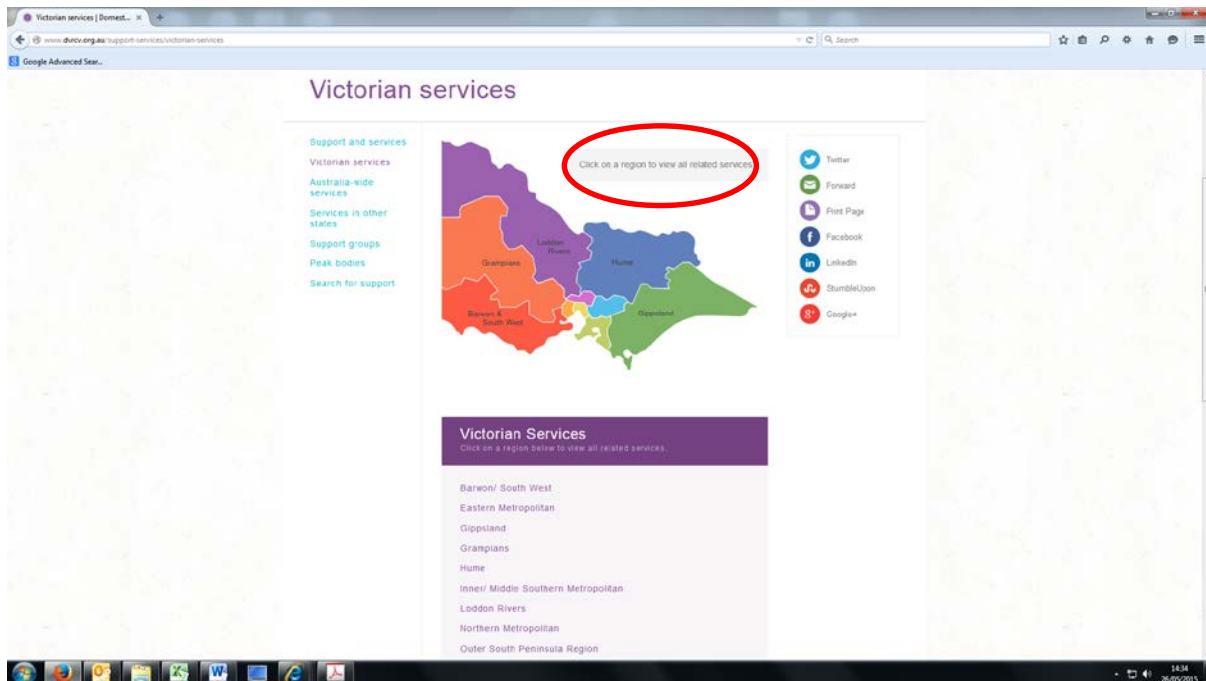 Victorian services | Domest...
www.dvrcv.org.au/support-services/victorian-services
Search
Google Advanced Sear...
Victorian services
Support and services
Victorian services
Australia-wide
services
Services in other
states
Support groups
Peak bodies
Search for support
Click on a region to view all related services
Loddon
Rivers
Grampians
Hume
Barwon &
South West
Gippsland
Twitter
Forward
Print Page
Facebook
LinkedIn
StumbleUpon
Google+
Victorian Services
Click on a region below to view all related services.
Barwon/ South West
Eastern Metropolitan
Gippsland
Grampians
Hume
Inner/ Middle Southern Metropolitan
Loddon Rivers
Northern Metropolitan
Outer South Peninsula Region
14:34
26/05/2015